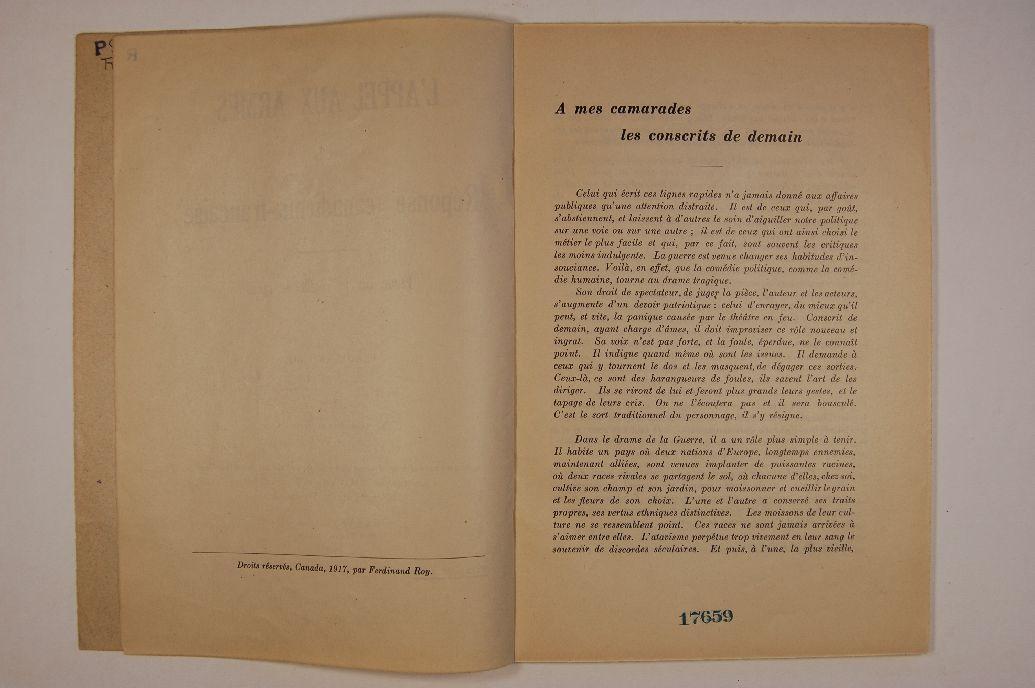 L'APPEL AUX ARMES
Droits réservés, Canada, 1917, par Ferdinand Roy.
A mes camarades
les conscrits de demain
Celui qui écrit ces lignes rapides n'a jamais donné aux affaires
publiques qu'une attention distraite. Il est de ceux qui, par goût,
s'abstiennent, et laissent à d'autres le soin d'aiguiller notre politique
sur une voie ou sur une autre ; il est de ceux qui ont ainsi choisi le
métier le plus facile et qui, par ce fait, sont souvent les critiques
les moins indulgents. La guerre est venue changer ses habitudes d'in-
souciance. Voilà, en effet, que la comédie politique, comme la comé-
die humaine, tourne au drame tragique.
Son droit de spectateur, de juger la pièce, l'auteur et les acteurs,
s'augmente d'un devoir patriotique : celui d'enrayer, du mieux qu'il
peut, et vite, la panique causée par le théâtre en feu. Conscrit de
demain, ayant charge d'âmes, il doit improviser ce rôle nouveau et
ingrat. Sa voix n'est pas forte, et la foule, éperdue, ne le connaît
point. Il indique quand même où sont les issues. Il demande à
ceux qui y tournent le dos et les masquent, de dégager ces sorties.
Ceux-là, ce sont des harangueurs de foules, ils savent l'art de les
diriger. Ils se riront de lui et feront plus grands leurs gestes, et le
tapage de leurs cris. On ne l'écoutera pas et il sera bousculé.
C'est le sort traditionnel du personnage, il s'y résigne.
Dans le drame de la Guerre, il a un rôle plus simple à tenir.
Il habite un pays où deux nations d'Europe, longtemps ennemies,
maintenant alliées, sont venues implanter de puissantes racines,
où deux races rivales se partagent le sol, où chacune d'elles, chez soi,
cultive son champ et son jardin, pour moissonner et cueillir le grain
et les fleurs de son choix. L'une et l'autre a conservé ses traits
propres, ses vertus ethniques distinctives. Les moissons de leur cul-
ture ne se ressemblent point. Ces races ne sont jamais arrivées à
s'aimer entre elles. L'atavisme perpétue trop vivement en leur sang le
souvenir de discordes séculaires. Et puis, à l'une, la plus vieille,
17659